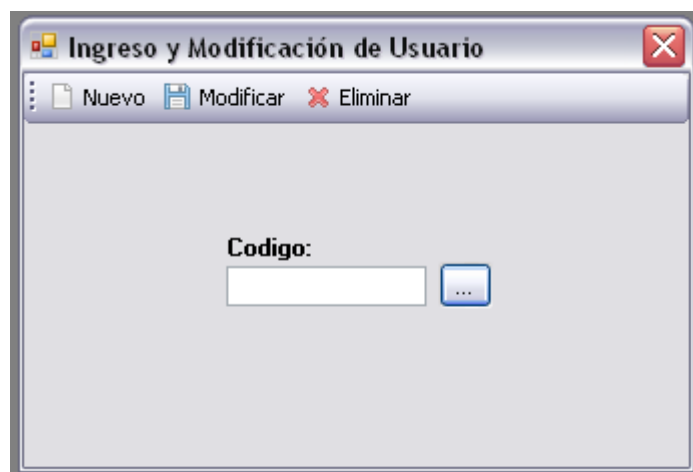 Ingreso y Modificación de Usuario
Nuevo Modificar Eliminar
Codigo:
...